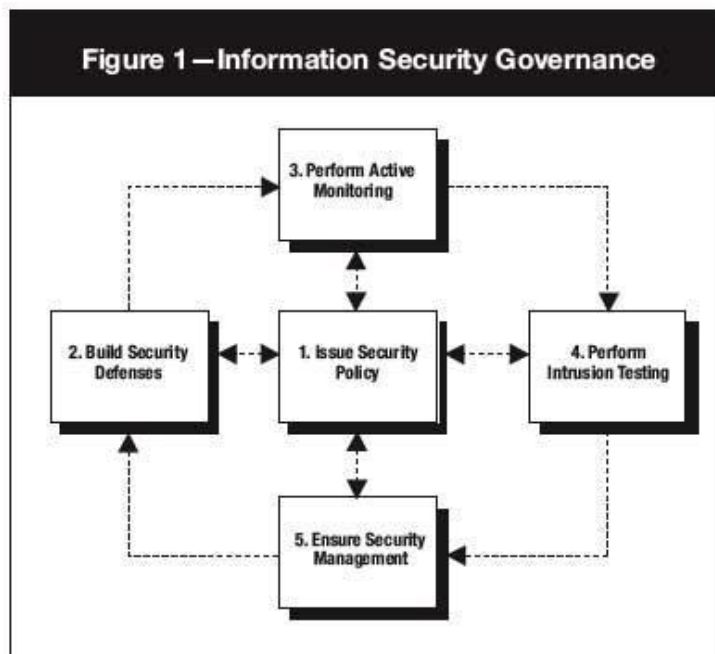 Figure 1—Information Security Governance
3. Perform Active
Monitoring
2. Build Security
Defenses
1. Issue Security
Policy
4. Perform
Intrusion Testing
5. Ensure Security
Management